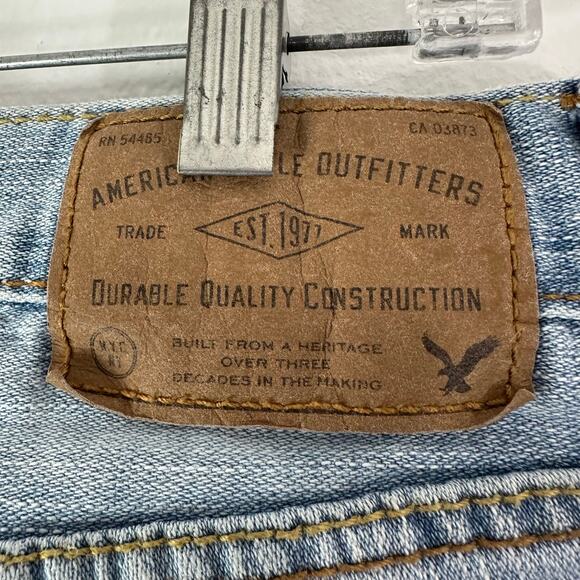 RN 54485 CA 03873
AMERICAN EAGLE OUTFITTERS
TRADE EST. 1977 MARK
DURABLE QUALITY CONSTRUCTION
N.Y.C.
BUILT FROM A HERITAGE
OVER THREE
DECADES IN THE MAKING